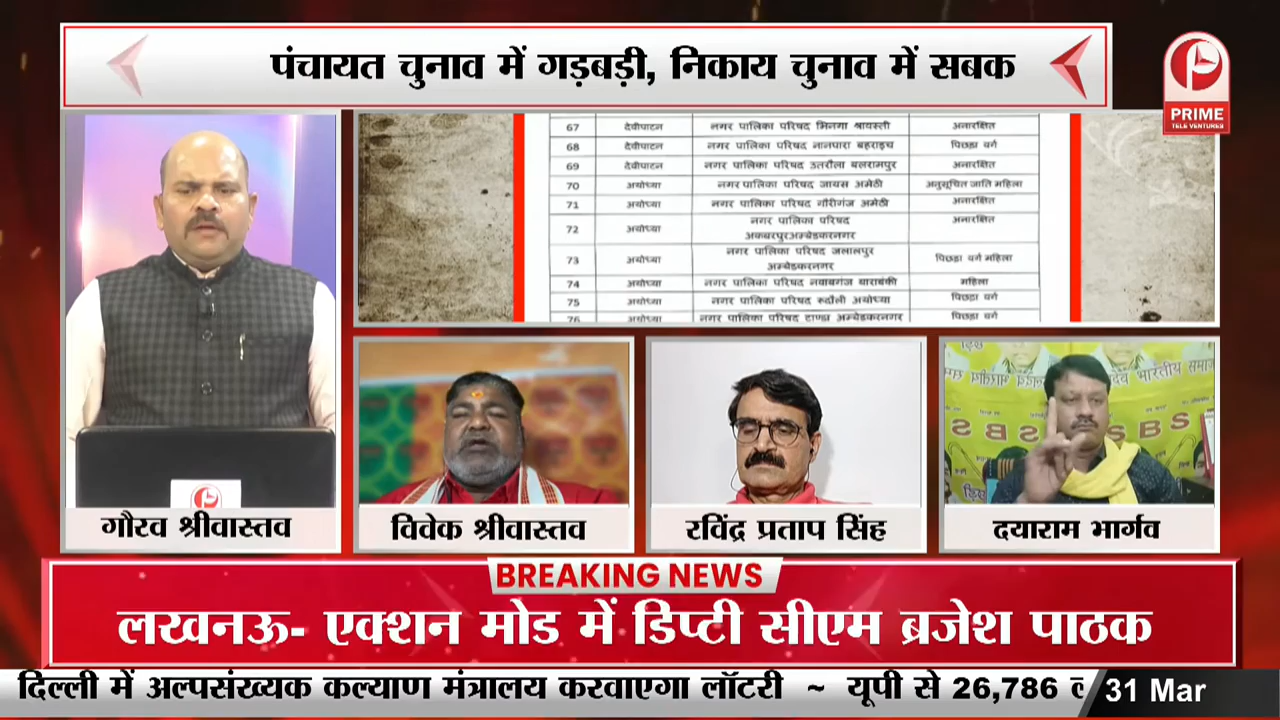 पंचायत चुनाव में गड़बड़ी, निकाय चुनाव में सबक
PRIME
TELE VENTURES
67 देवीपाटन नगर पालिका परिषद भिनगा श्रावस्ती अनारक्षित
68 देवीपाटन नगर पालिका परिषद नानपारा बहराइच पिछड़ा वर्ग
69 देवीपाटन नगर पालिका परिषद उतरौला बलरामपुर अनारक्षित
70 अयोध्या नगर पालिका परिषद जायस अमेठी अनुसूचित जाति महिला
71 अयोध्या नगर पालिका परिषद गौरीगंज अमेठी अनारक्षित
72 अयोध्या नगर पालिका परिषद अनारक्षित
अकबरपुरअम्बेडकरनगर
73 अयोध्या नगर पालिका परिषद जलालपुर पिछड़ा वर्ग महिला
अम्बेडकरनगर
74 अयोध्या नगर पालिका परिषद नवाबगंज बाराबंकी महिला
75 अयोध्या नगर पालिका परिषद रूदौली अयोध्या पिछड़ा वर्ग
76 अयोध्या नगर पालिका परिषद टाण्डा अम्बेडकरनगर पिछड़ा वर्ग
SBS SBS
गौरव श्रीवास्तव
विवेक श्रीवास्तव
रविंद्र प्रताप सिंह
दयाराम भार्गव
BREAKING NEWS
लखनऊ- एक्शन मोड में डिप्टी सीएम ब्रजेश पाठक
दिल्ली में अल्पसंख्यक कल्याण मंत्रालय करवाएगा लॉटरी ~ यूपी से 26,786
31 Mar